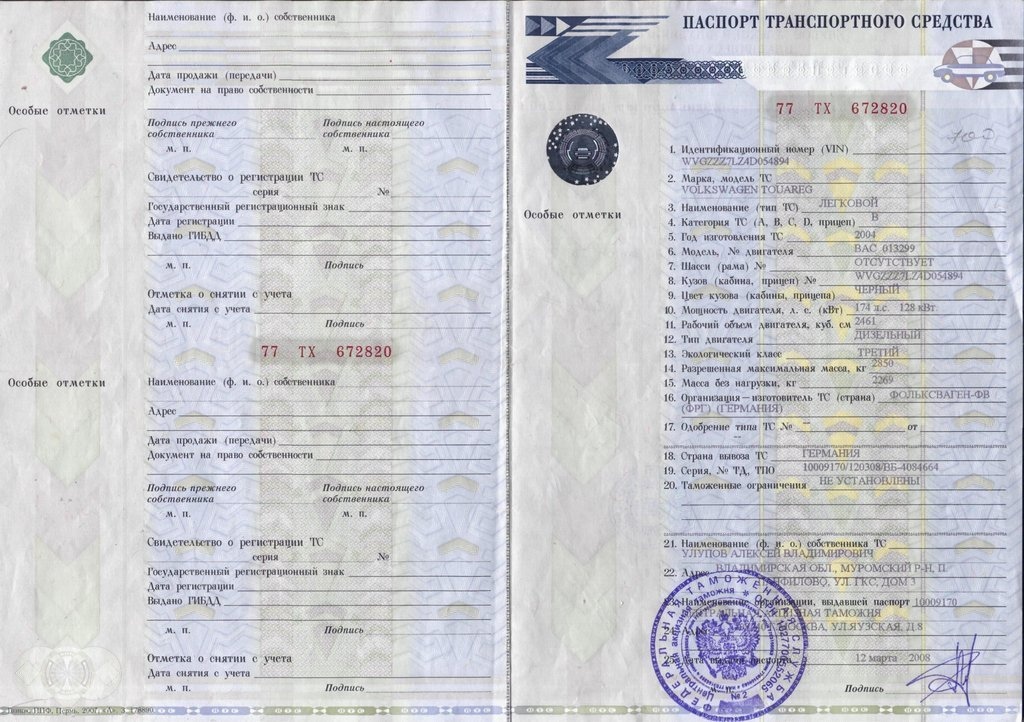 Наименование (ф. и. о.) собственника
Адрес
Дата продажи (передачи)
Документ на право собственности
Особые отметки
Подпись прежнего собственника
Подпись настоящего собственника
М. П.
М. П.
Свидетельство о регистрации ТС
серия №
Государственный регистрационный знак
Дата регистрации
Выдано ГИБДД
М. П. Подпись
Отметка о снятии с учета
Дата снятия с учета
М. П. Подпись
77 ТХ 672820
Особые отметки
Наименование (ф. и. о.) собственника
Адрес
Дата продажи (передачи)
Документ на право собственности
Подпись прежнего собственника
Подпись настоящего собственника
М. П.
М. П.
Свидетельство о регистрации ТС
серия №
Государственный регистрационный знак
Дата регистрации
Выдано ГИБДД
М. П. Подпись
Отметка о снятии с учета
Дата снятия с учета
М. П. Подпись
ПАСПОРТ ТРАНСПОРТНОГО СРЕДСТВА
77 ТХ 672820
Особые отметки
1. Идентификационный номер (VIN)
WVGZZZ7LZ4D054894
2. Марка, модель ТС
VOLKSWAGEN TOUAREG
3. Наименование (тип ТС) ЛЕГКОВОЙ
4. Категория ТС (А, В, С, D, прицеп) B
5. Год изготовления ТС 2004
6. Модель, № двигателя BAC 013299
7. Шасси (рама) № ОТСУТСТВУЕТ
8. Кузов (кабина, прицеп) № WVGZZZ7LZ4D054894
9. Цвет кузова (кабины, прицепа) ЧЕРНЫЙ
10. Мощность двигателя, л. с. (кВт) 174 л.с. 128 кВт.
11. Рабочий объем двигателя, куб. см 2461
12. Тип двигателя ДИЗЕЛЬНЫЙ
13. Экологический класс ТРЕТИЙ
14. Разрешенная максимальная масса, кг 2850
15. Масса без нагрузки, кг 2269
16. Организация—изготовитель ТС (страна) ФОЛЬКСВАГЕН-ФВ
(ФРГ) (ГЕРМАНИЯ)
17. Одобрение типа ТС № -- от
--
18. Страна вывоза ТС ГЕРМАНИЯ
19. Серия, № ТД, ТПО 10009170/120308/ВБ-4084664
20. Таможенные ограничения НЕ УСТАНОВЛЕНЫ
21. Наименование (ф. и. о.) собственника ТС
УЛУПОВ АЛЕКСЕЙ ВЛАДИМИРОВИЧ
22. Адрес ВЛАДИМИРСКАЯ ОБЛ., МУРОМСКИЙ Р-Н, П
УЛ. ГКС, ДОМ 3
23. Наименование организации, выдавшей паспорт 10009170
АКЦИЗНАЯ ТАМОЖНЯ
УЛ.ЯУЗСКАЯ, Д.8
12 марта 2008
Подпись
ФЕДЕРАЛЬНАЯ ТАМОЖЕННАЯ СЛУЖБА
Центральная акцизная таможня
№2